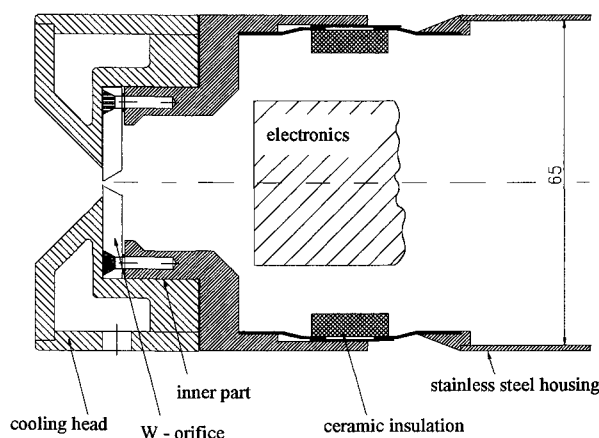 electronics
65
inner part
stainless steel housing
cooling head
W - orifice
ceramic insulation